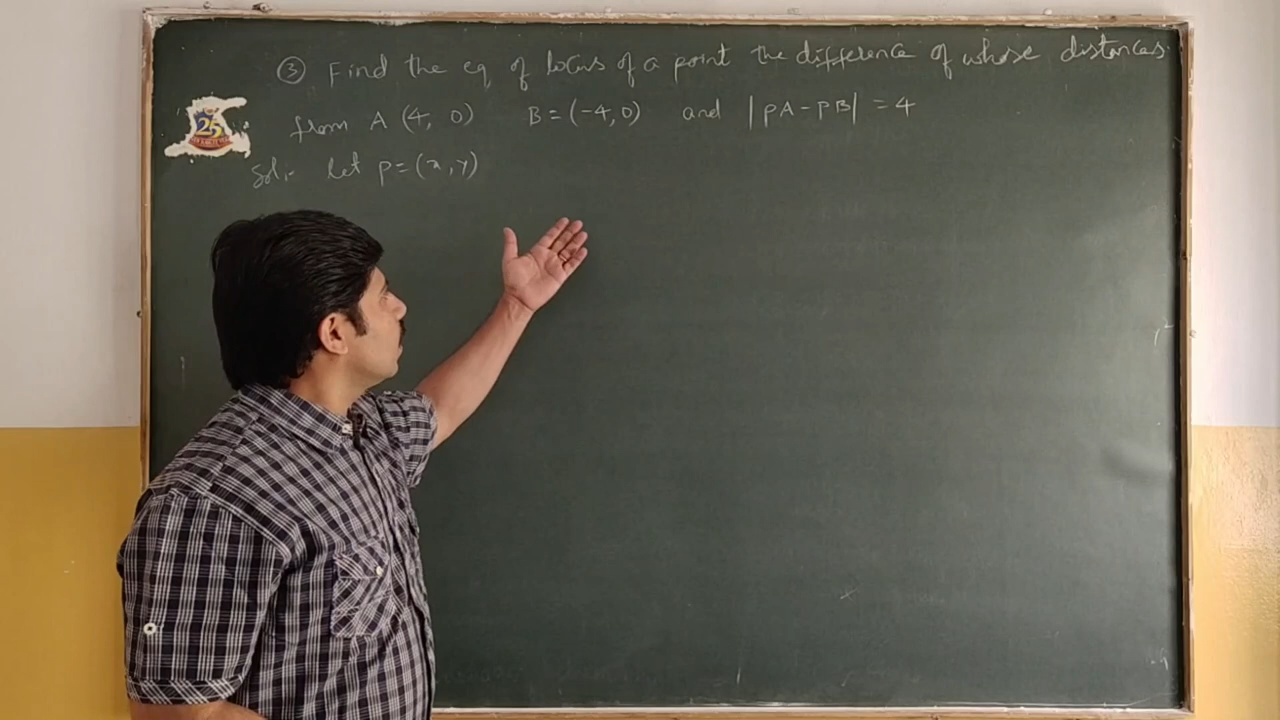 ③ Find the eq of locus of a point the difference of whose distances
from A (4, 0) B = (-4, 0) and |PA - PB| = 4
Sol:- let P = (x, y)
25